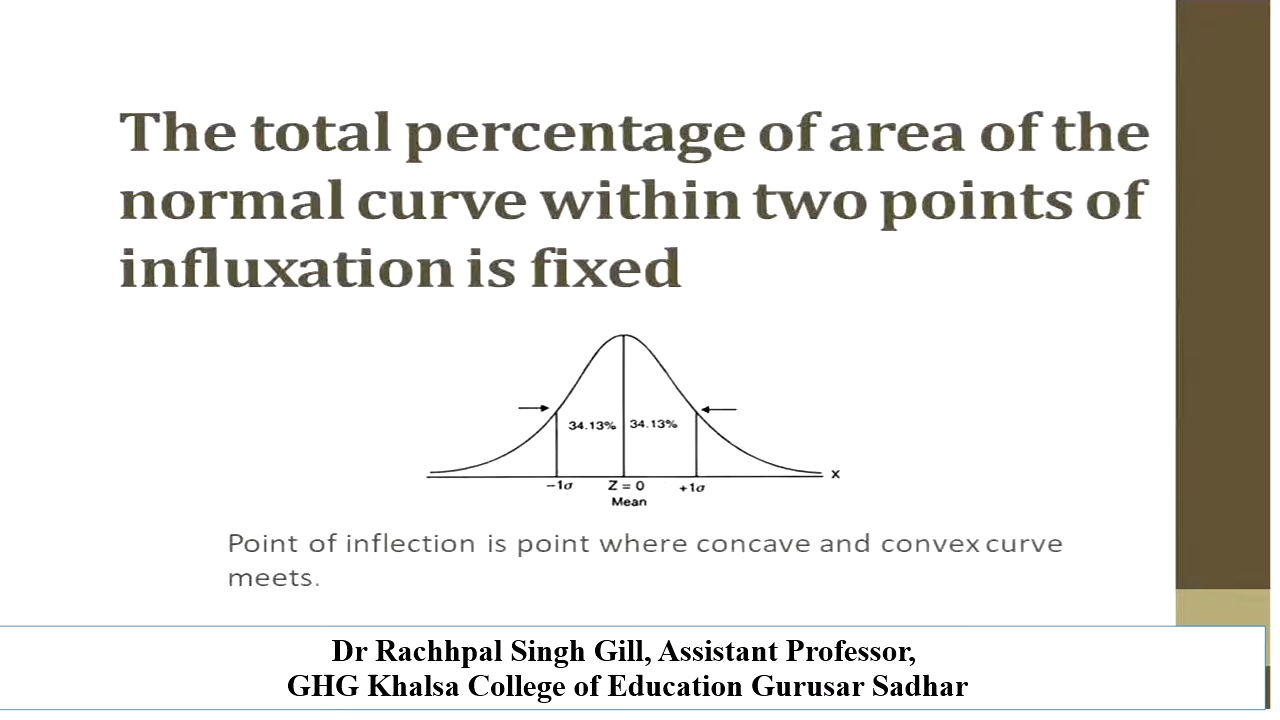 The total percentage of area of the
normal curve within two points of
influxation is fixed
34.13% 34.13%
x
−1σ Z = 0 +1σ
Mean
Point of inflection is point where concave and convex curve
meets.
Dr Rachhpal Singh Gill, Assistant Professor,
GHG Khalsa College of Education Gurusar Sadhar